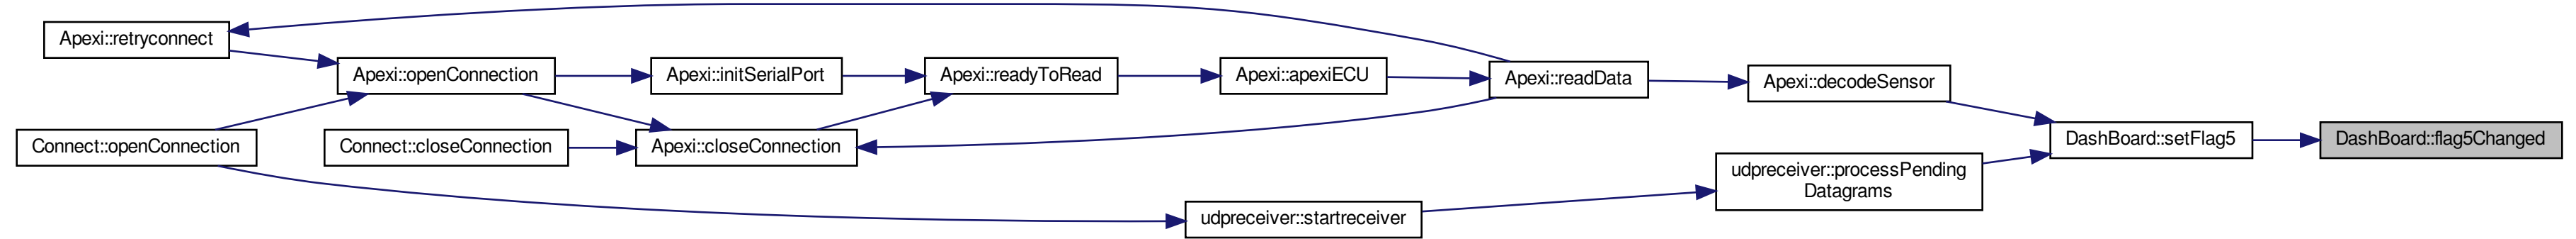 Apexi::retryconnect
Apexi::openConnection
Apexi::initSerialPort
Apexi::readyToRead
Apexi::apexiECU
Apexi::readData
Apexi::decodeSensor
Connect::openConnection
Connect::closeConnection
Apexi::closeConnection
DashBoard::setFlag5
DashBoard::flag5Changed
udpreceiver::processPending
Datagrams
udpreceiver::startreceiver